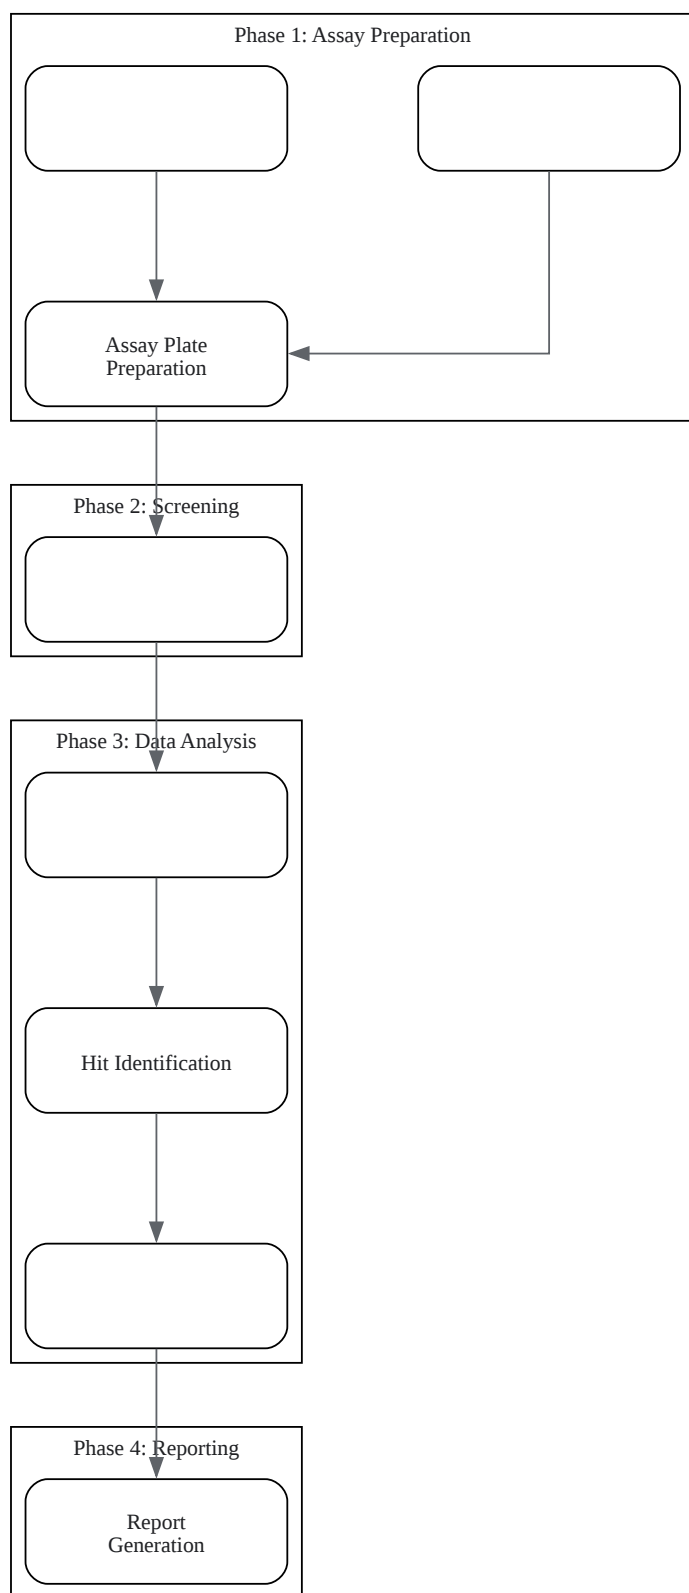 Phase 1: Assay Preparation
Assay Plate
Preparation
Phase 2: Screening
Phase 3: Data Analysis
Hit Identification
Phase 4: Reporting
Report
Generation